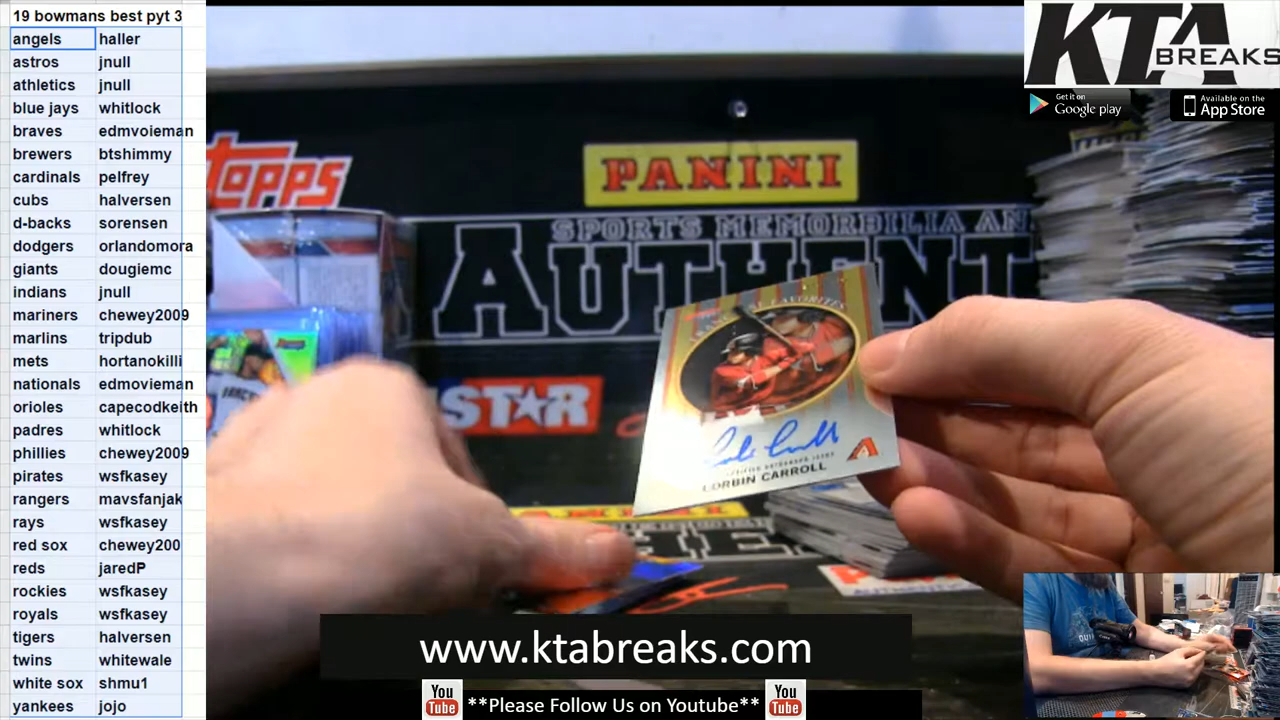 19 bowmans best pyt 3
angels haller
astros jnull
athletics jnull
blue jays whitlock
braves edmvoieman
brewers btshimmy
cardinals pelfrey
cubs halversen
d-backs sorensen
dodgers orlandomora
giants dougiemc
indians jnull
mariners chewey2009
marlins tripdub
mets hortanokilli
nationals edmovieman
orioles capecodkeith
padres whitlock
phillies chewey2009
pirates wsfkasey
rangers mavsfanjak
rays wsfkasey
red sox chewey200
reds jaredP
rockies wsfkasey
royals wsfkasey
tigers halversen
twins whitewale
white sox shmu1
yankees jojo
KTA
BREAKS
Get it on
Google play
Available on the
App Store
Topps
PANINI
SPORTS MEMORBILIA AN
AUTHENT
STAR
FAVORITES
CORBIN CARROLL
www.ktabreaks.com
You
Tube
**Please Follow Us on Youtube**
You
Tube